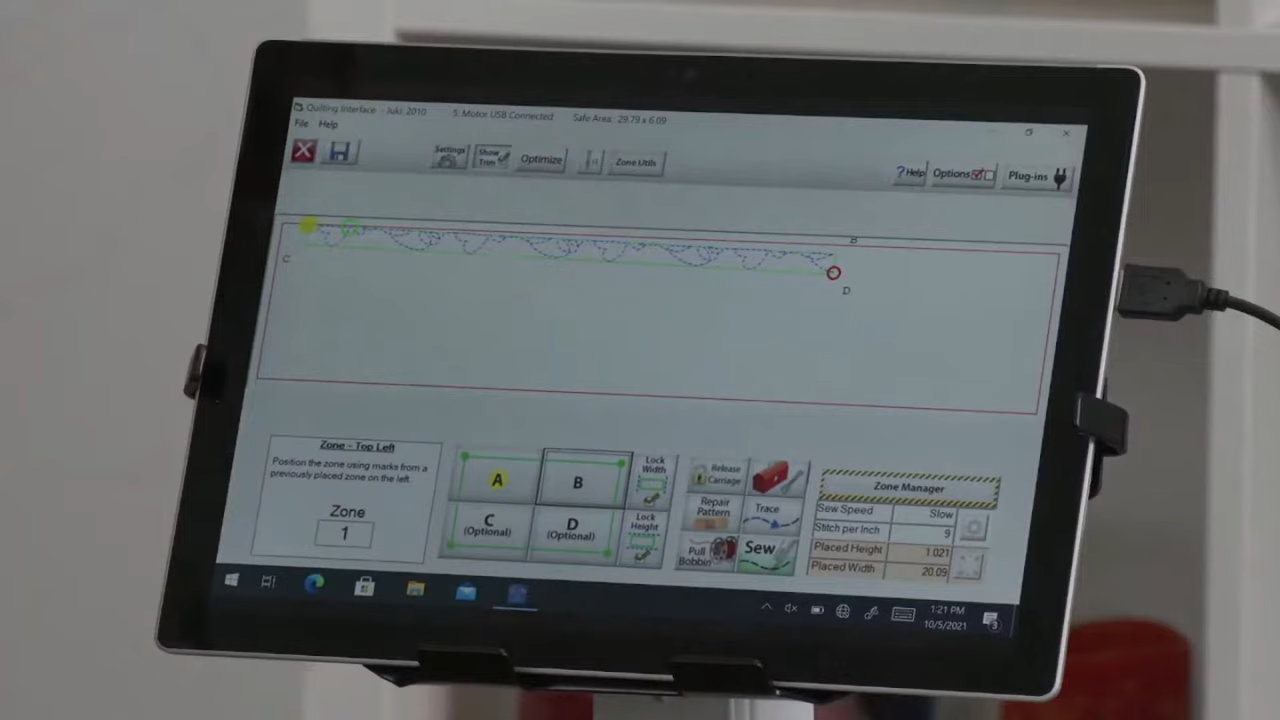 Quilting Interface - Juki: 2010 5: Motor USB Connected Safe Area: 29.79 x 6.09
File Help
Settings
Show Trim
Optimize
Zone Utils
? Help
Options
Plug-ins
B
C
D
Zone - Top Left
Position the zone using marks from a
previously placed zone on the left
Zone
1
A
B
C
(Optional)
D
(Optional)
Lock
Width
Lock
Height
Release
Carriage
Repair
Pattern
Trace
Pull
Bobbin
Sew
Zone Manager
Sew Speed Slow
Stitch per Inch 9
Placed Height 1.021
Placed Width 20.09
1:21 PM
10/5/2021
3